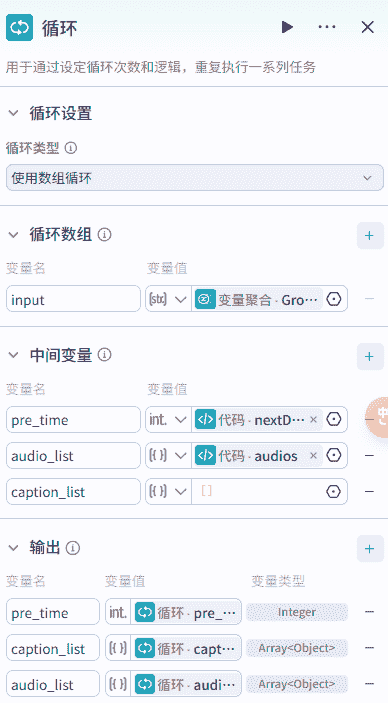 循环
用于通过设定循环次数和逻辑，重复执行一系列任务
循环设置
循环类型
使用数组循环
循环数组
变量名 变量值
input [str] 变量聚合 · Gro···
中间变量
变量名 变量值
pre_time int. 代码 · nextD···
audio_list [{}] 代码 · audios
caption_list [{}] []
输出
变量名 变量值 变量类型
pre_time int. 循环 · pre_··· Integer
caption_list [{}] 循环 · capt··· Array<Object>
audio_list [{}] 循环 · audi··· Array<Object>